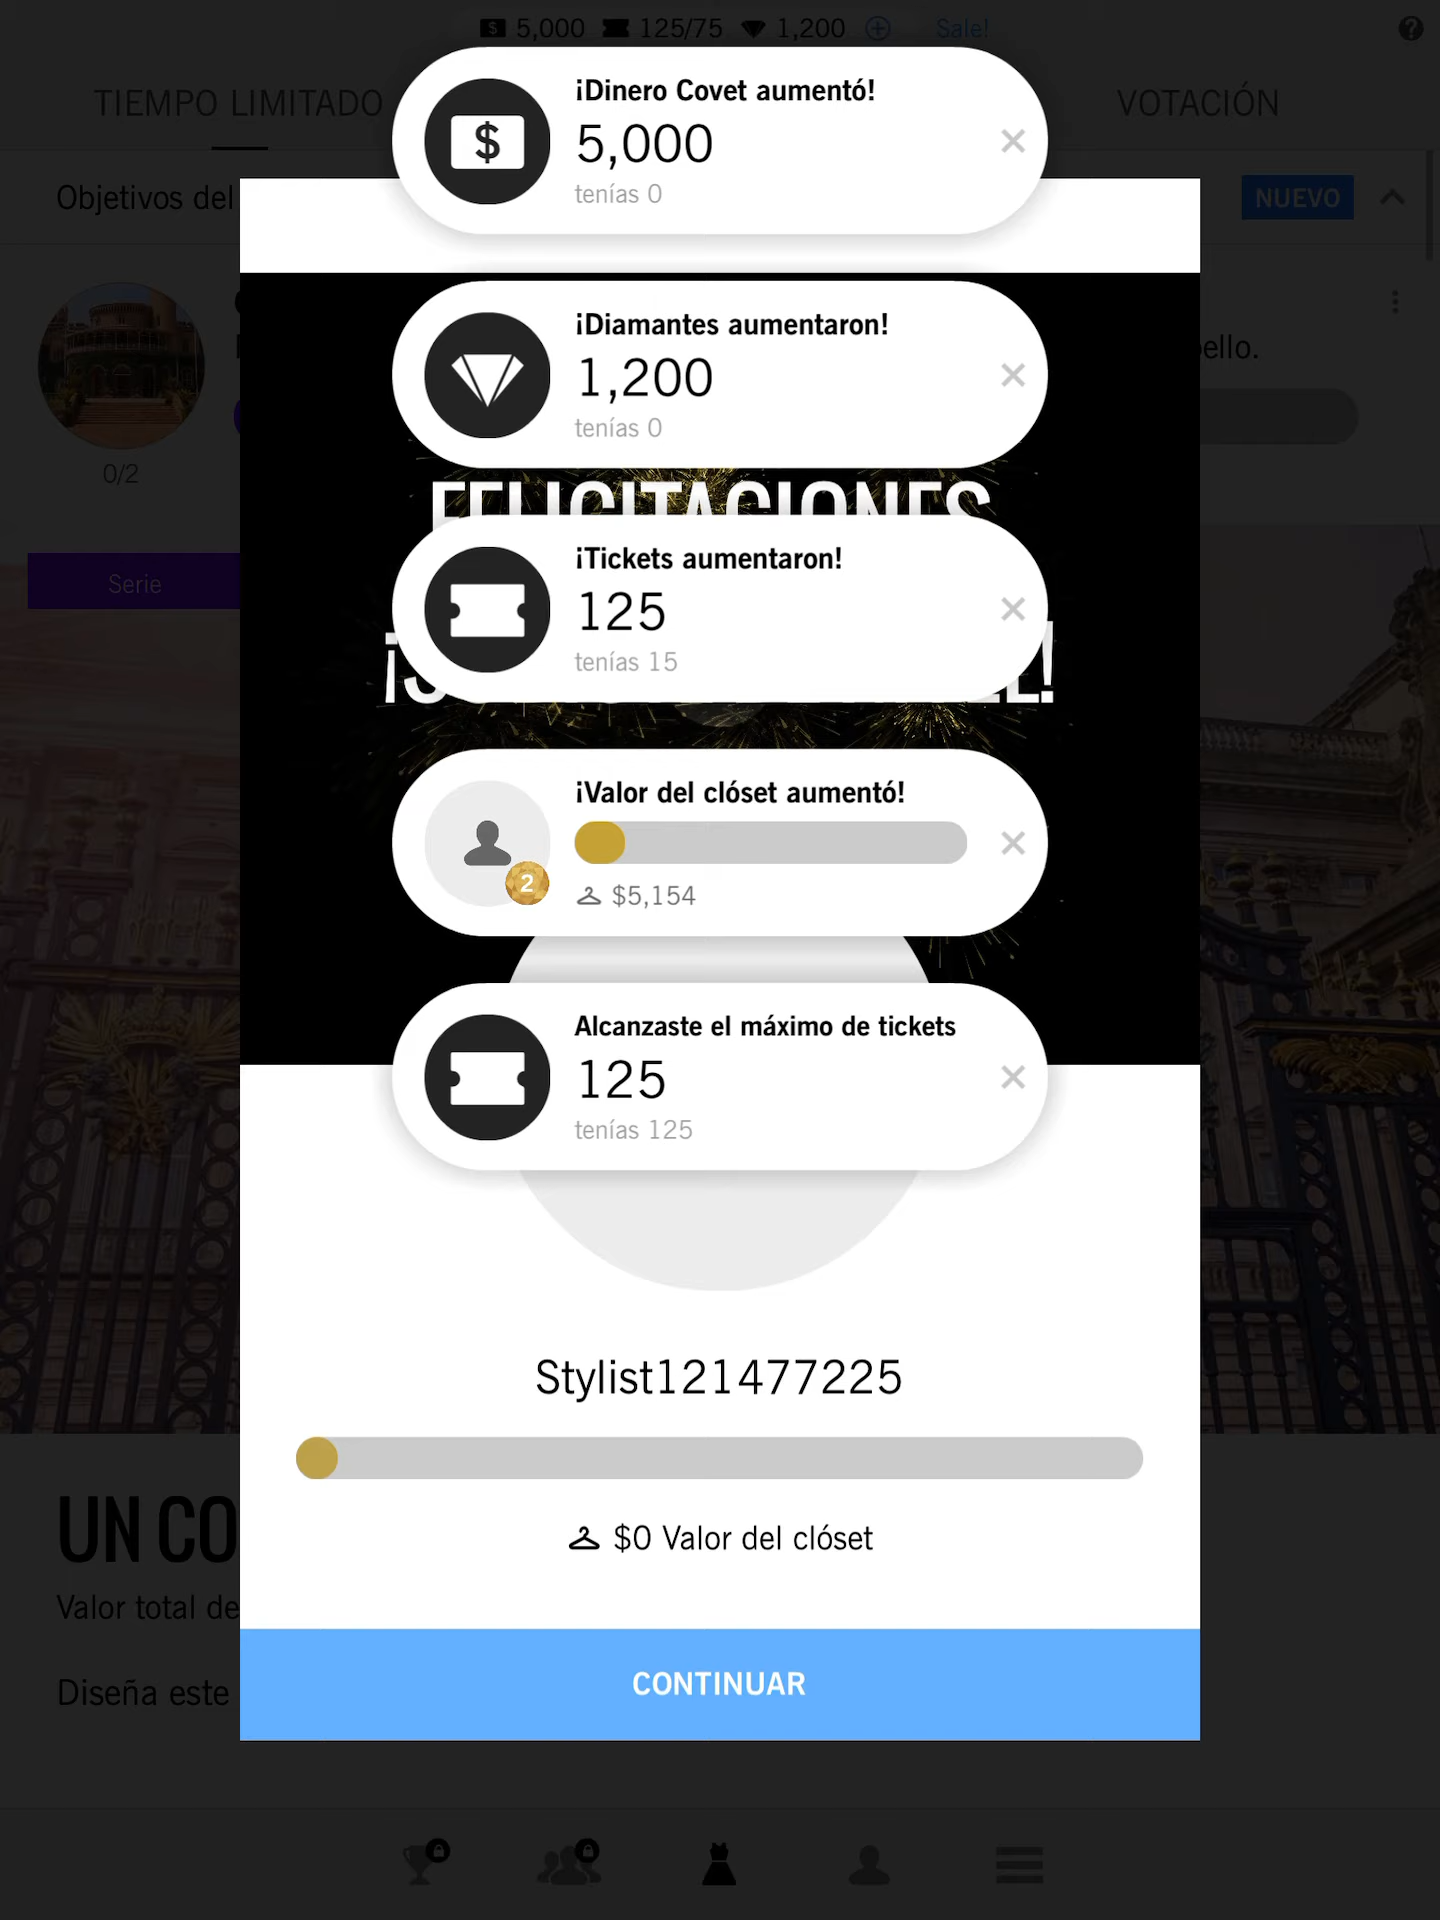 5,000 125/75 1,200 Sale!
TIEMPO LIMITADO
VOTACIÓN
¡Dinero Covet aumentó!
5,000
tenías 0
Objetivos del
NUEVO
¡Diamantes aumentaron!
1,200
tenías 0
0/2
FELICITACIONES
¡Tickets aumentaron!
125
tenías 15
Serie
¡Valor del clóset aumentó!
2
$5,154
Alcanzaste el máximo de tickets
125
tenías 125
Stylist121477225
$0 Valor del clóset
UN CO
Valor total de
Diseña este
CONTINUAR